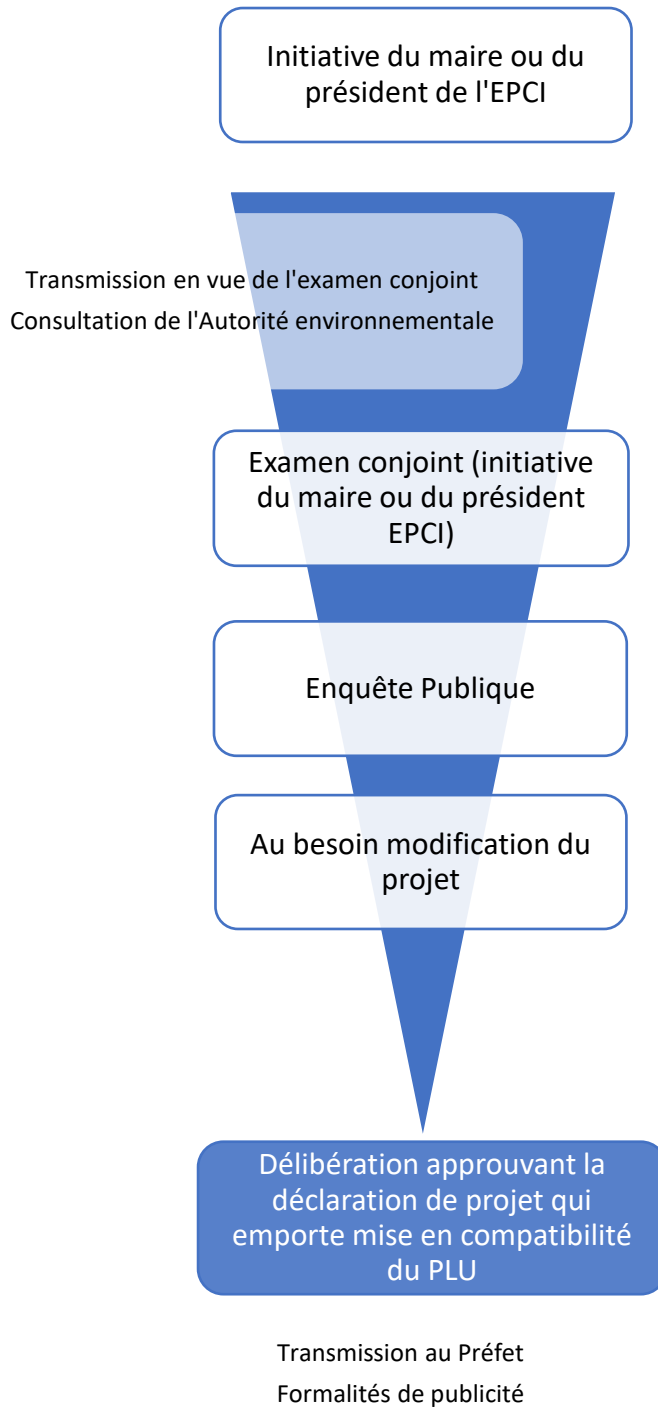 Initiative du maire ou du
président de l'EPCI
Transmission en vue de l'examen conjoint
Consultation de l'Autorité environnementale
Examen conjoint (initiative
du maire ou du président
EPCI)
Enquête Publique
Au besoin modification du
projet
Délibération approuvant la
déclaration de projet qui
emporte mise en compatibilité
du PLU
Transmission au Préfet
Formalités de publicité